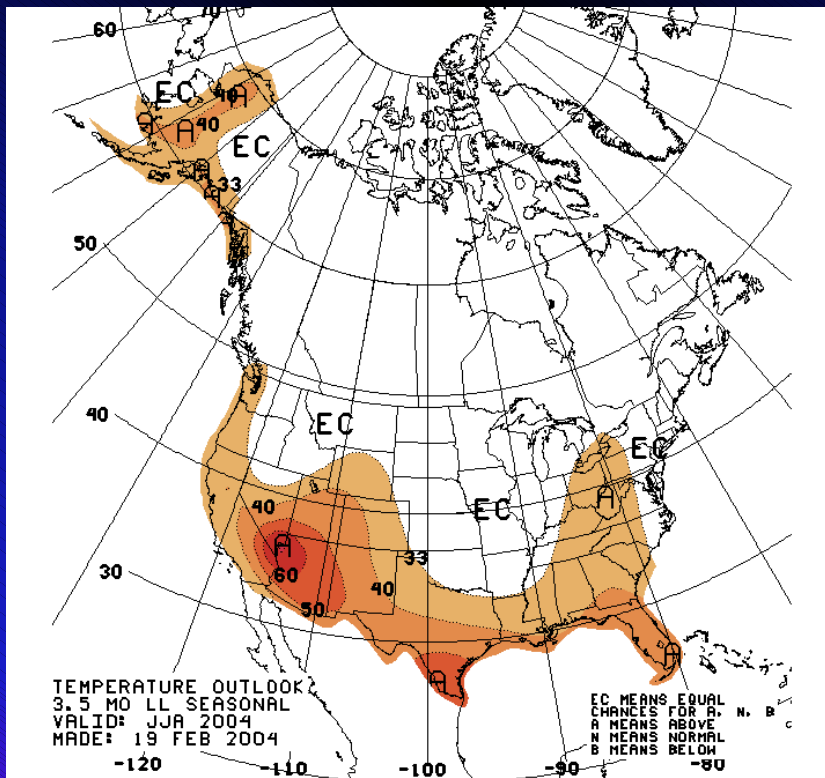 70
60
EC
40
A
A
A
40
EC
A
33
A
50
40
EC
EC
A
40
EC
A
33
60
40
50
30
A
A
TEMPERATURE OUTLOOK
3.5 MO LL SEASONAL
VALID: JJA 2004
MADE: 19 FEB 2004
EC MEANS EQUAL
CHANCES FOR A, N, B
A MEANS ABOVE
N MEANS NORMAL
B MEANS BELOW
-120
-110
-100
-90
-80